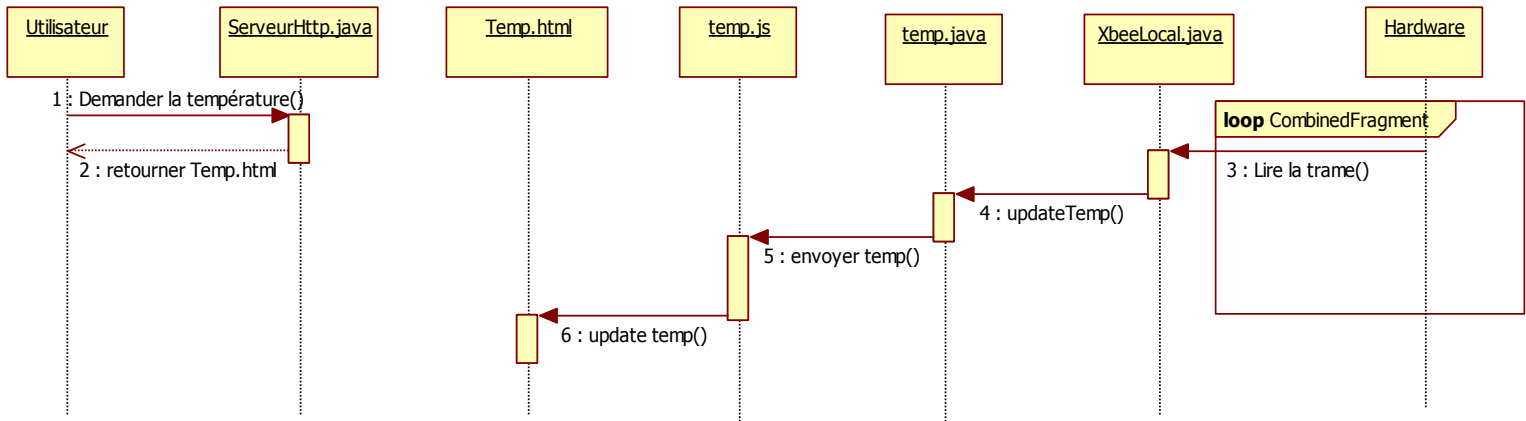 Utilisateur
ServeurHttp.java
Temp.html
temp.js
temp.java
XbeeLocal.java
Hardware
1 : Demander la température()
loop CombinedFragment
2 : retourner Temp.html
3 : Lire la trame()
4 : updateTemp()
5 : envoyer temp()
6 : update temp()